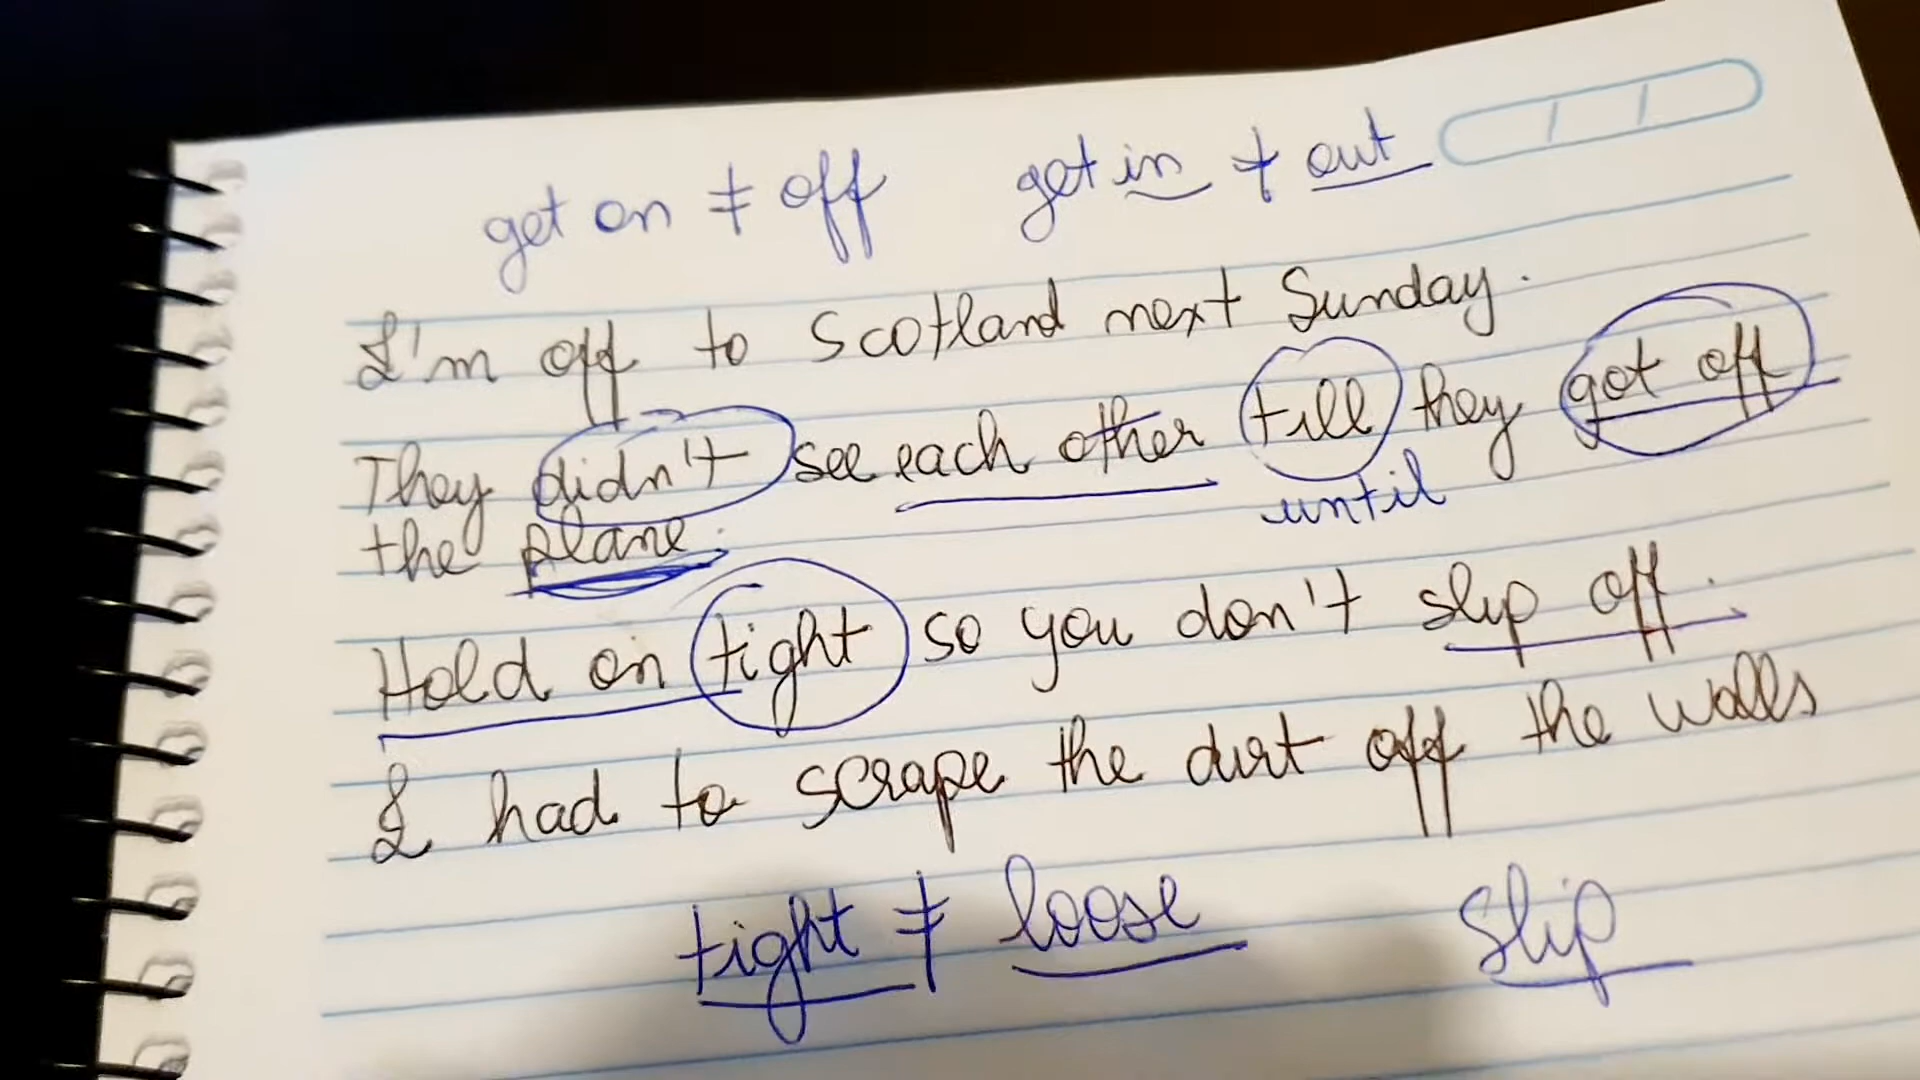 get on ≠ off get in ≠ out
I'm off to Scotland next Sunday.
They didn't see each other till they got off
until
the plane.
Hold on tight so you don't slip off.
I had to scrape the dirt off the walls
tight ≠ loose slip